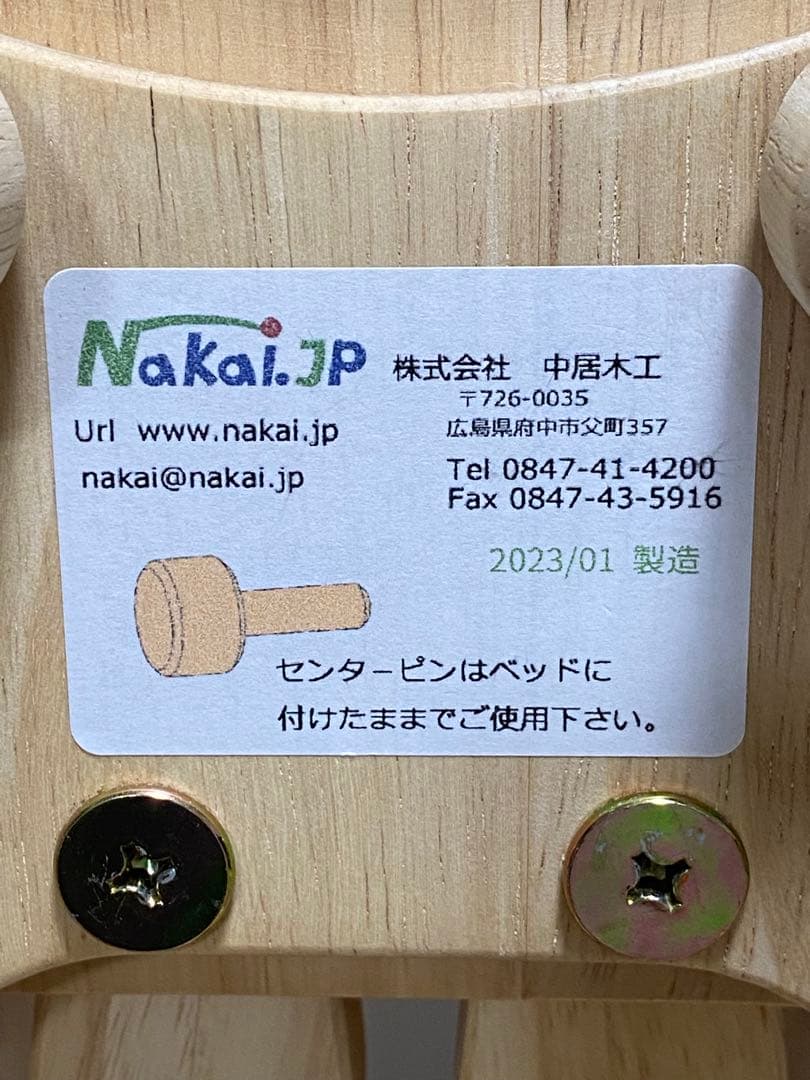 Nakai.JP
株式会社 中居木工
〒726-0035
Url www.nakai.jp
広島県府中市父町357
nakai@nakai.jp
Tel 0847-41-4200
Fax 0847-43-5916
2023/01 製造
センターピンはベッドに
付けたままでご使用下さい。